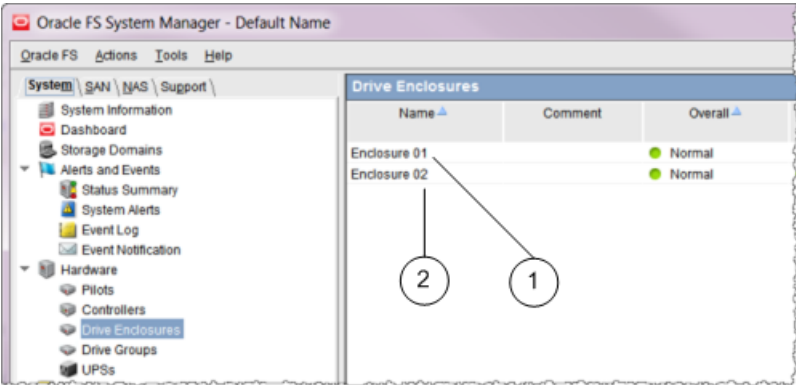 Oracle FS System Manager - Default Name
Oracle FS Actions Tools Help
System SAN NAS Support
System Information
Dashboard
Storage Domains
Alerts and Events
Status Summary
System Alerts
Event Log
Event Notification
Hardware
Pilots
Controllers
Drive Enclosures
Drive Groups
UPSs
Drive Enclosures
Name Comment Overall
Enclosure 01 Normal
Enclosure 02 Normal
2 1